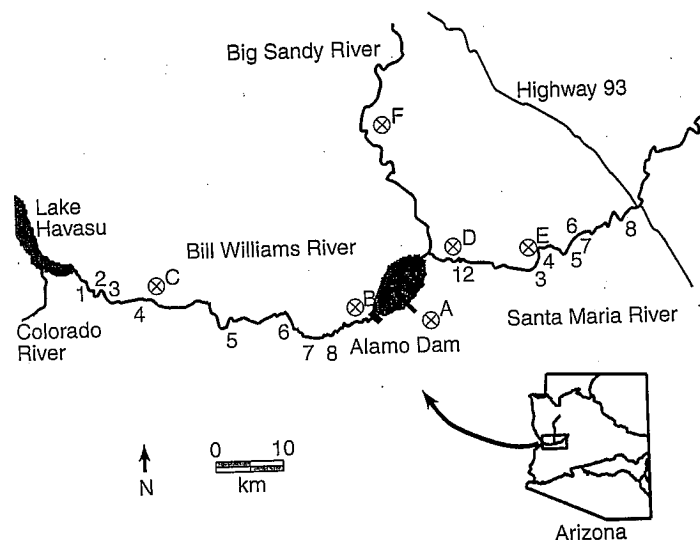 Big Sandy River
Highway 93
F
Lake
Havasu
Bill Williams River
D
E
6
8
4
7
5
12
3
C
2
1
3
4
B
A
5
6
7
8
Colorado
River
Alamo Dam
Santa Maria River
0 10
km
N
Arizona